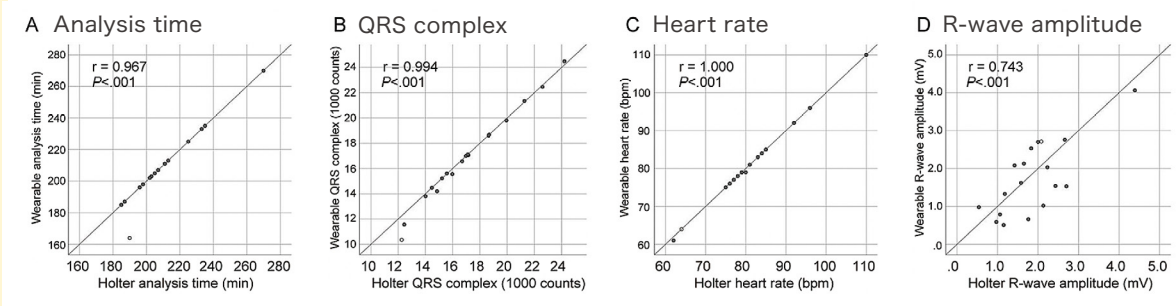 A Analysis time
Wearable analysis time (min)
280
260
240
220
200
180
160
r = 0.967
P<.001
160 180 200 220 240 260 280
Holter analysis time (min)
B QRS complex
Wearable QRS complex (1000 counts)
24
22
20
18
16
14
12
10
r = 0.994
P<.001
10 12 14 16 18 20 22 24
Holter QRS complex (1000 counts)
C Heart rate
Wearable heart rate (bpm)
110
100
90
80
70
60
r = 1.000
P<.001
60 70 80 90 100 110
Holter heart rate (bpm)
D R-wave amplitude
Wearable R-wave amplitude (mV)
5.0
4.0
3.0
2.0
1.0
.0
r = 0.743
P<.001
.0 1.0 2.0 3.0 4.0 5.0
Holter R-wave amplitude (mV)